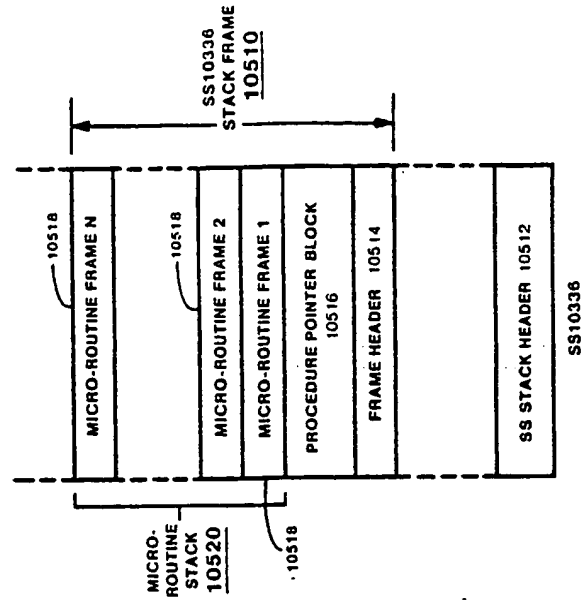 SS10336
STACK FRAME
10510
10518
MICRO-ROUTINE FRAME N
10518
MICRO-ROUTINE FRAME 2
MICRO-ROUTINE FRAME 1
PROCEDURE POINTER BLOCK
10516
FRAME HEADER 10514
SS STACK HEADER 10512
MICRO-
ROUTINE
STACK
10520
10518
SS10336